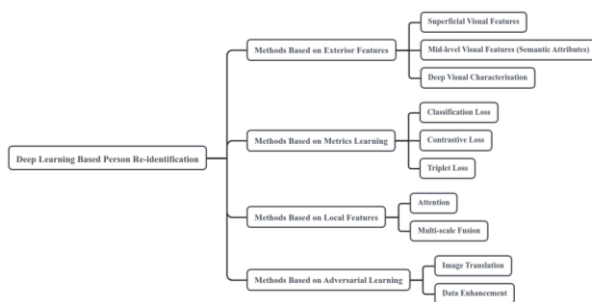 Superficial Visual Features
Methods Based on Exterior Features
Mid-level Visual Features (Semantic Attributes)
Deep Visual Characterisation
Classification Loss
Deep Learning Based Person Re-identification
Methods Based on Metrics Learning
Contrastive Loss
Triplet Loss
Methods Based on Local Features
Attention
Multi-scale Fusion
Methods Based on Adversarial Learning
Image Translation
Data Enhancement